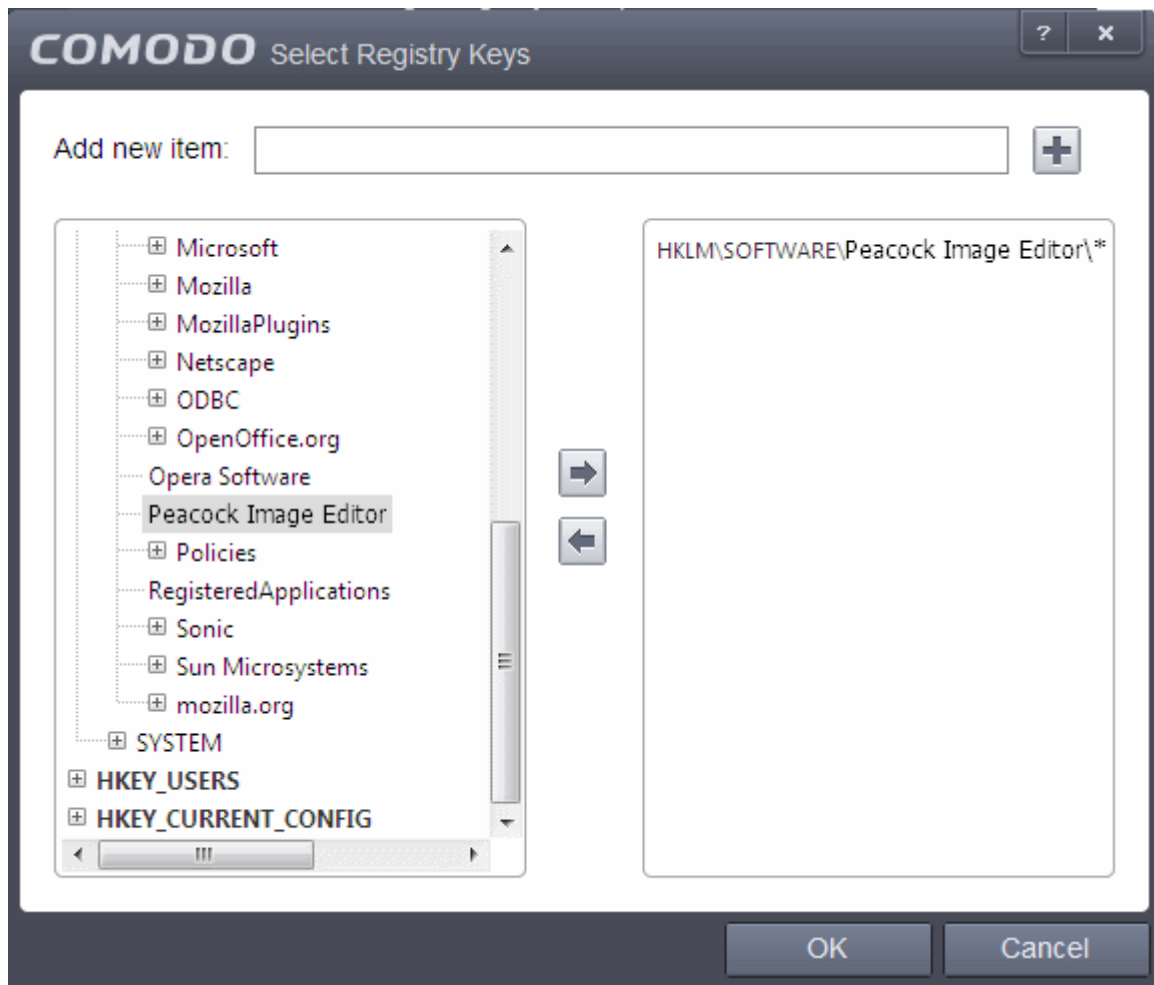 COMODO Select Registry Keys
? x
Add new item:
Microsoft
HKLM\SOFTWARE\Peacock Image Editor\*
Mozilla
MozillaPlugins
Netscape
ODBC
OpenOffice.org
Opera Software
Peacock Image Editor
Policies
RegisteredApplications
Sonic
Sun Microsystems
mozilla.org
SYSTEM
HKEY_USERS
HKEY_CURRENT_CONFIG
OK Cancel